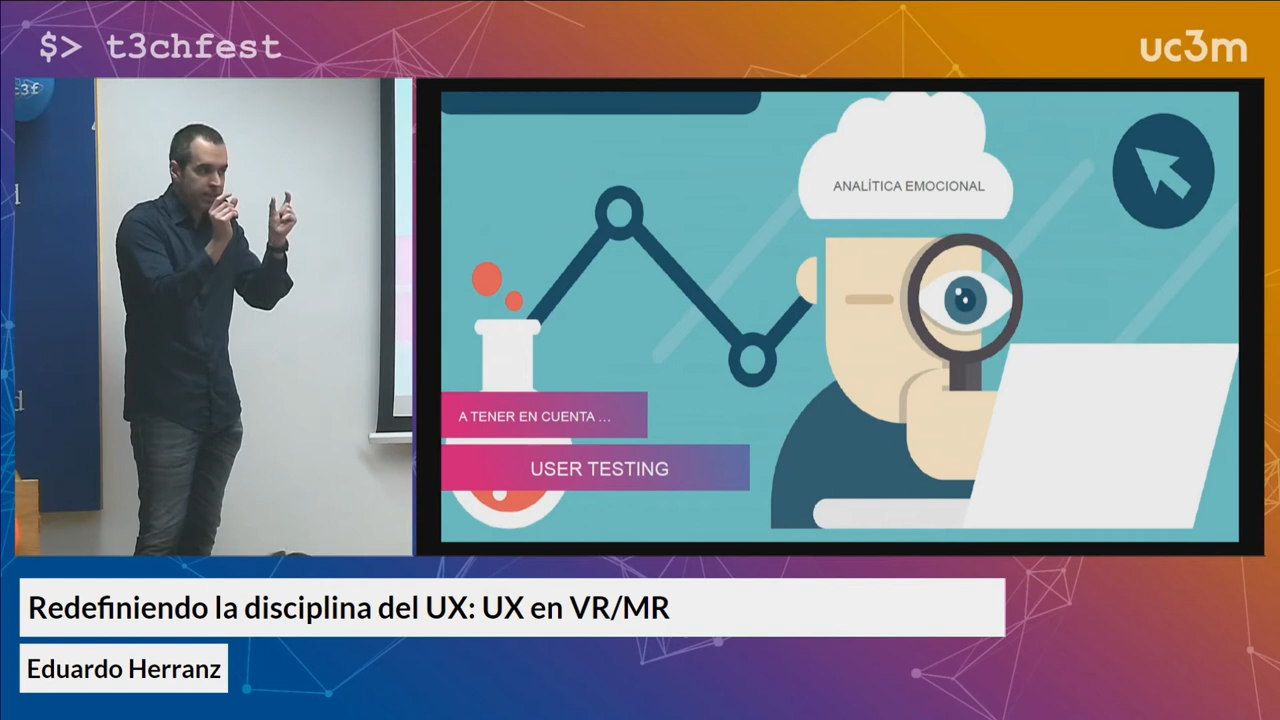 $> t3chfest
uc3m
ANALÍTICA EMOCIONAL
A TENER EN CUENTA ...
USER TESTING
Redefiniendo la disciplina del UX: UX en VR/MR
Eduardo Herranz